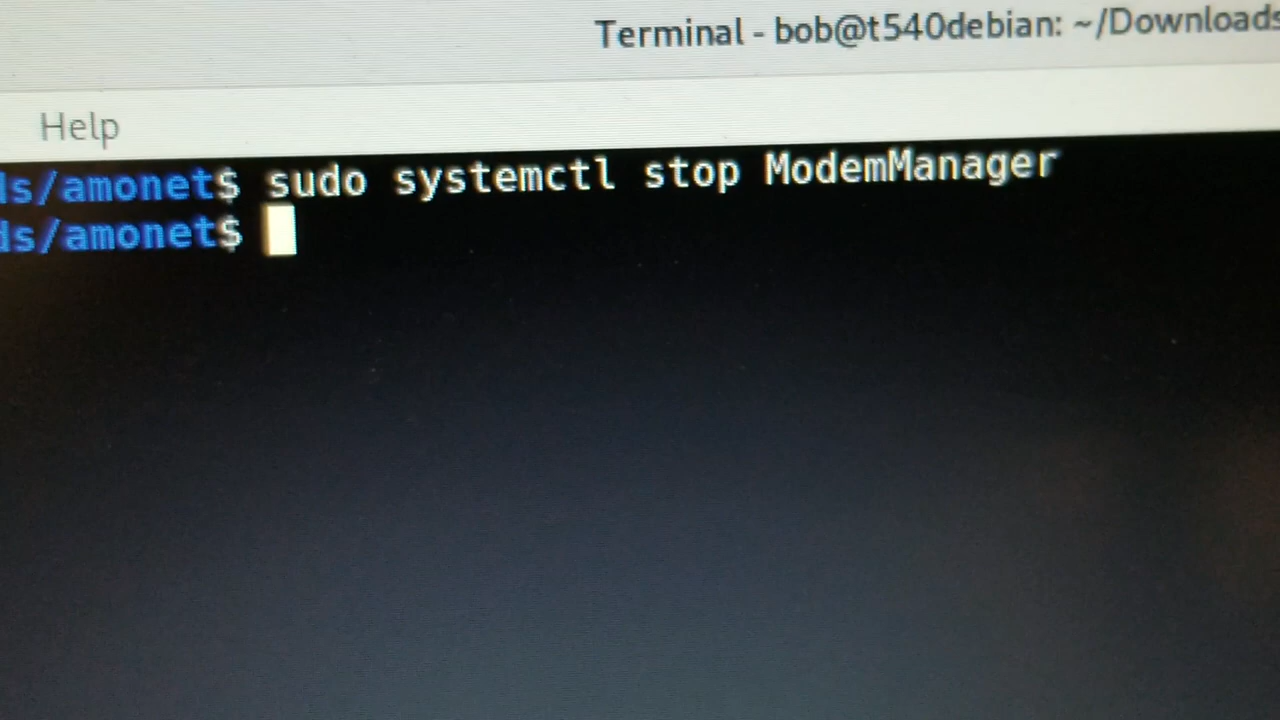 Terminal - bob@t540debian: ~/Downloads
Help
ds/amonet$ sudo systemctl stop ModemManager
ds/amonet$